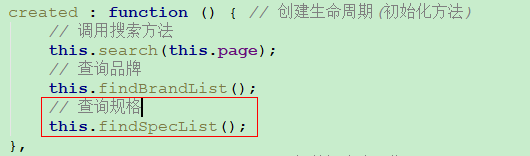 created : function () { // 创建生命周期(初始化方法)
// 调用搜索方法
this.search(this.page);
// 查询品牌
this.findBrandList();
// 查询规格
this.findSpecList();
},